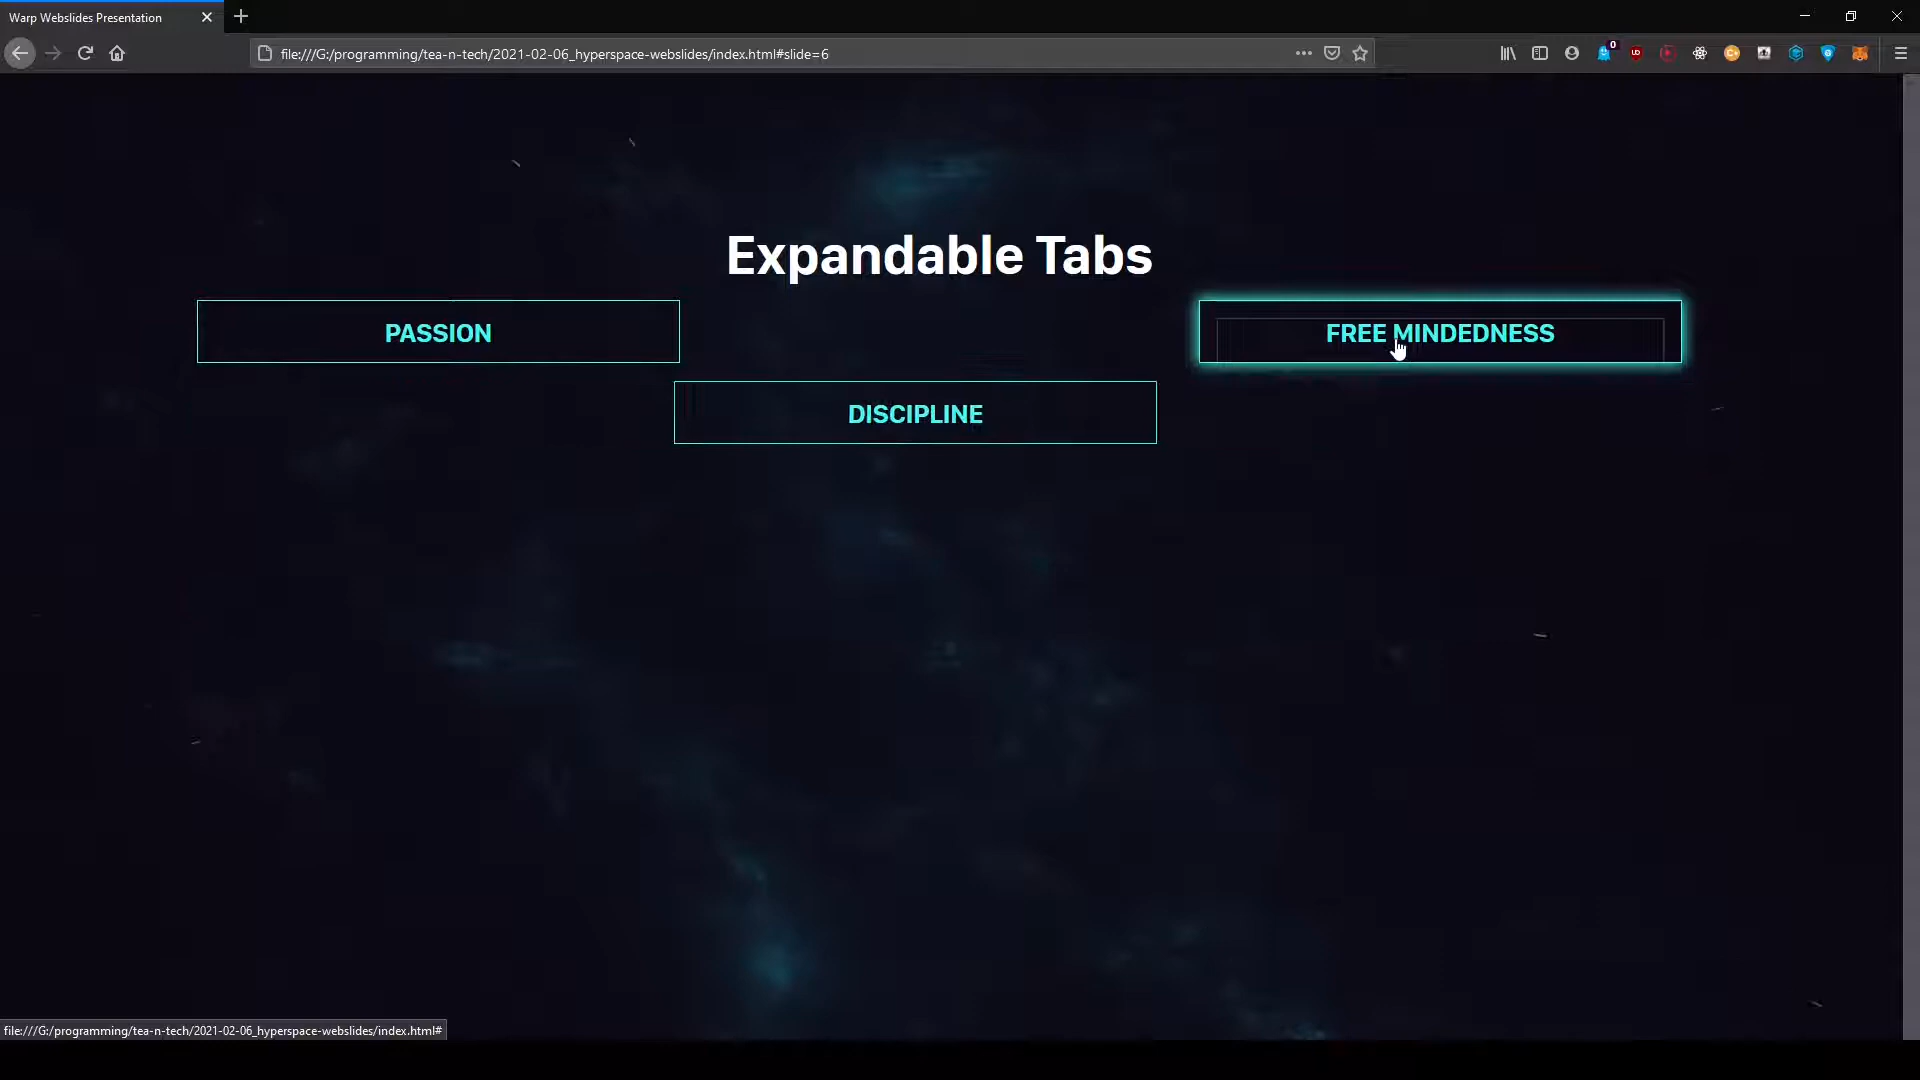 Warp Webslides Presentation
file:///G:/programming/tea-n-tech/2021-02-06_hyperspace-webslides/index.html#slide=6
0
Expandable Tabs
PASSION
FREE MINDEDNESS
DISCIPLINE
file:///G:/programming/tea-n-tech/2021-02-06_hyperspace-webslides/index.html#